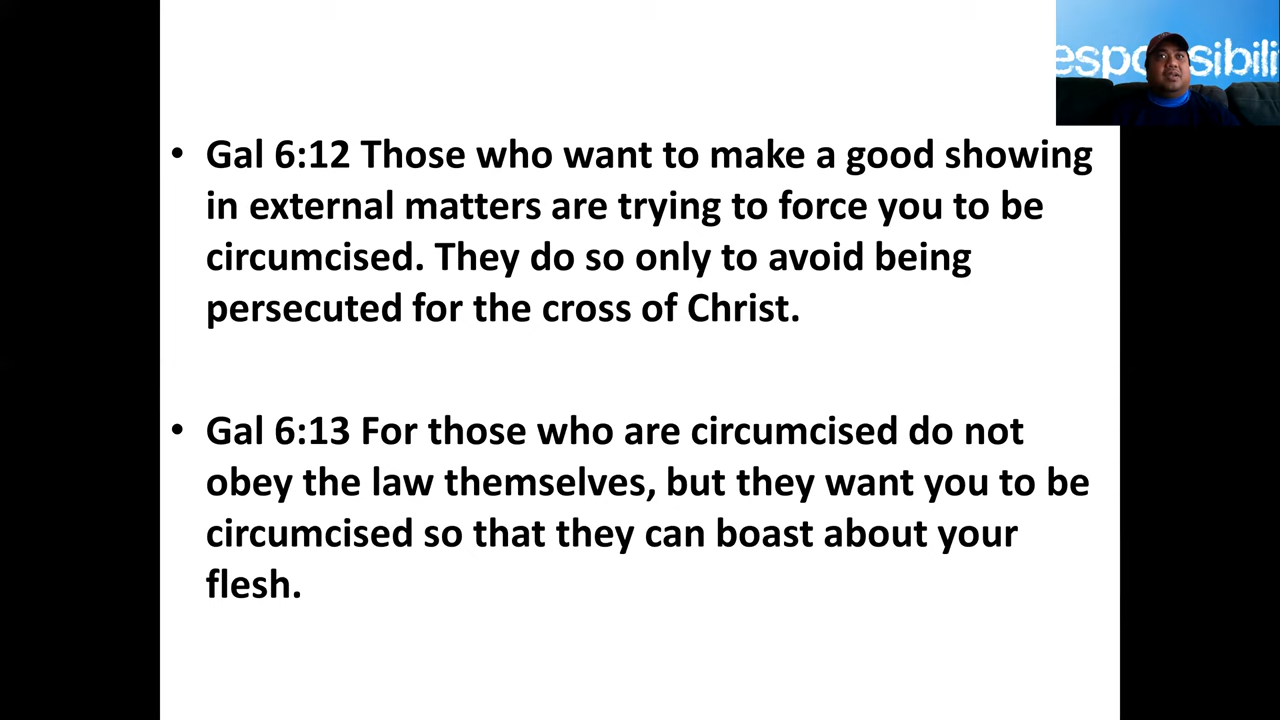 esponsibili
• Gal 6:12 Those who want to make a good showing
in external matters are trying to force you to be
circumcised. They do so only to avoid being
persecuted for the cross of Christ.
• Gal 6:13 For those who are circumcised do not
obey the law themselves, but they want you to be
circumcised so that they can boast about your
flesh.